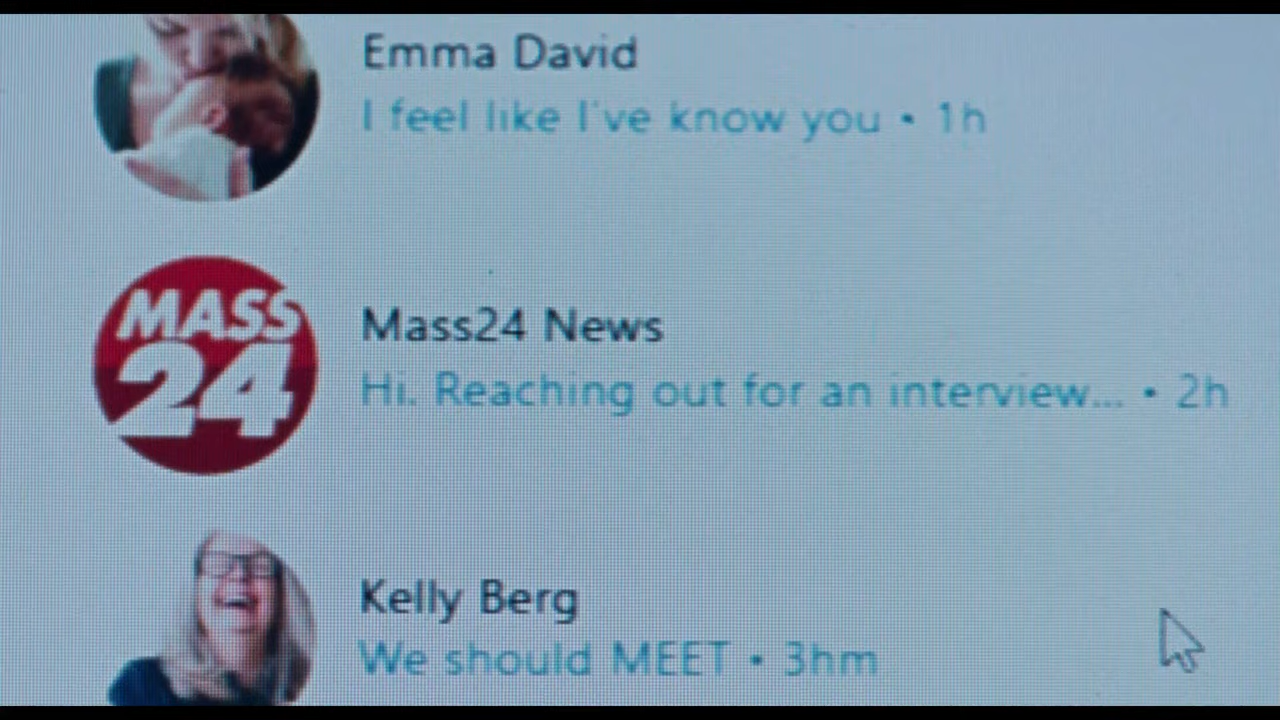 Emma David
I feel like I've know you • 1h
MASS
24
Mass24 News
Hi. Reaching out for an interview... • 2h
Kelly Berg
We should MEET • 3hm